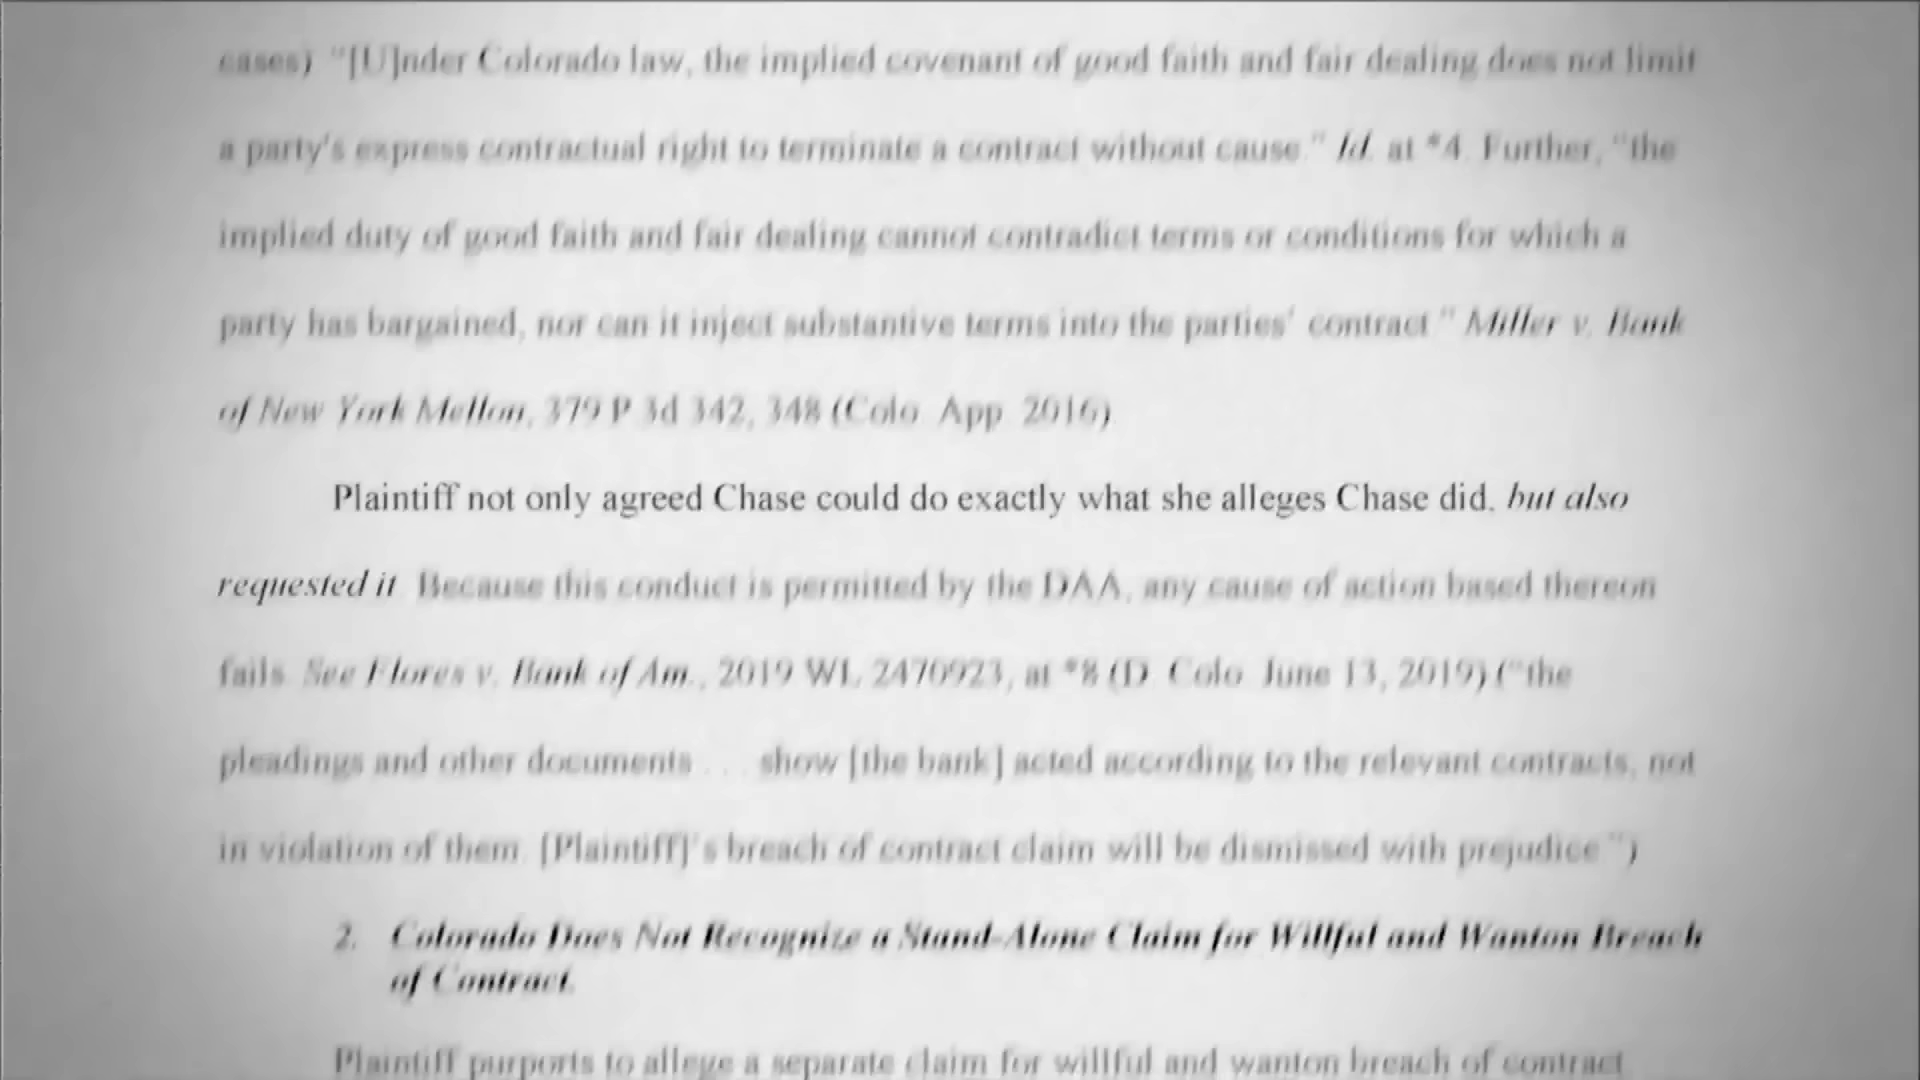 cases) "[U]nder Colorado law, the implied covenant of good faith and fair dealing does not limit
a party's express contractual right to terminate a contract without cause." Id. at *4. Further, "the
implied duty of good faith and fair dealing cannot contradict terms or conditions for which a
party has bargained, nor can it inject substantive terms into the parties' contract." Miller v. Bank
of New York Mellon, 379 P.3d 342, 348 (Colo. App. 2016).
Plaintiff not only agreed Chase could do exactly what she alleges Chase did, but also
requested it. Because this conduct is permitted by the DAA, any cause of action based thereon
fails. See Flores v. Bank of Am., 2019 WL 2470923, at *8 (D. Colo. June 13, 2019) ("the
pleadings and other documents . . . show [the bank] acted according to the relevant contracts, not
in violation of them. [Plaintiff]'s breach of contract claim will be dismissed with prejudice.")
2. Colorado Does Not Recognize a Stand-Alone Claim for Willful and Wanton Breach
of Contract.
Plaintiff purports to allege a separate claim for willful and wanton breach of contract